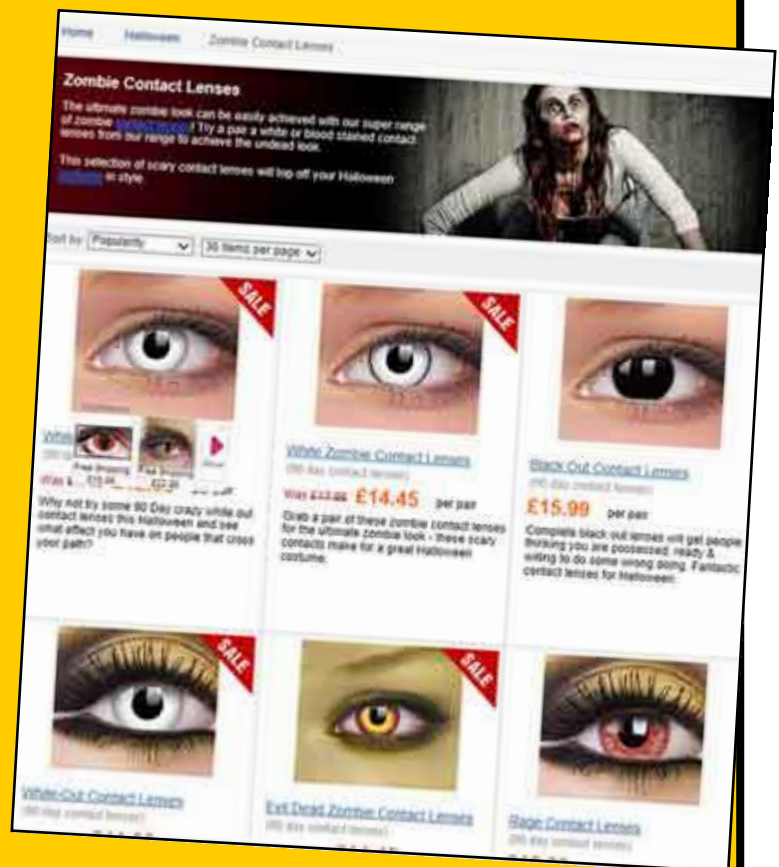 Home Halloween Zombie Contact Lenses
Zombie Contact Lenses
The ultimate zombie look can be easily achieved with our super range
of zombie ! Try a pair a white or blood stained contact
lenses from our range to achieve the undead look.
This selection of scary contact lenses will top off your Halloween
in style.
Sort by: Popularity 36 items per page
SALE
SALE
Free Shipping Free Shipping
Was per pair
Why not try some 90 Day crazy white out
contact lenses this Halloween and see
what effect you have on people that cross
your path?
White Zombie Contact Lenses
(90 day contact lenses)
Was £14.45 per pair
Grab a pair of these zombie contact lenses
for the ultimate zombie look - these scary
contacts make for a great Halloween
costume.
Black Out Contact Lenses
(90 day contact lenses)
£15.99 per pair
Complete black out lenses will get people
thinking you are possessed, ready &
willing to do some wrong doing. Fantastic
contact lenses for Halloween.
SALE
SALE
White-Out Contact Lenses
(90 day contact lenses)
Evil Dead Zombie Contact Lenses
(90 day contact lenses)
Rage Contact Lenses
(90 day contact lenses)